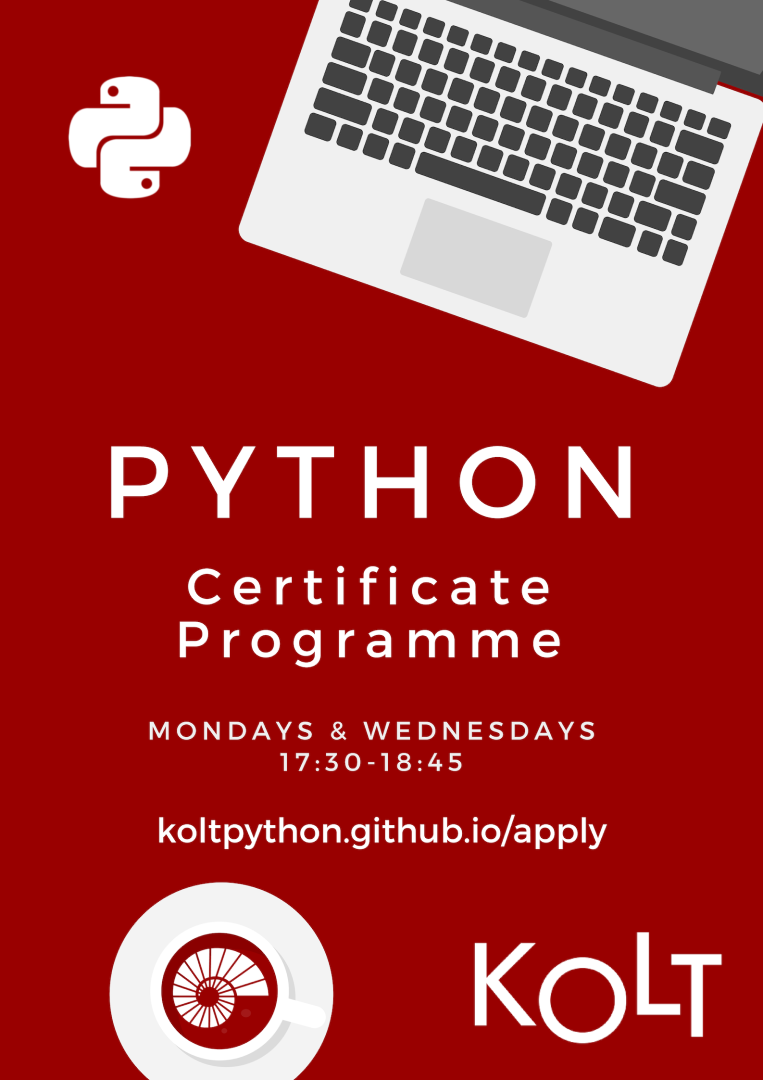 PYTHON
Certificate
Programme
MONDAYS & WEDNESDAYS
17:30-18:45
koltpython.github.io/apply
KOLT